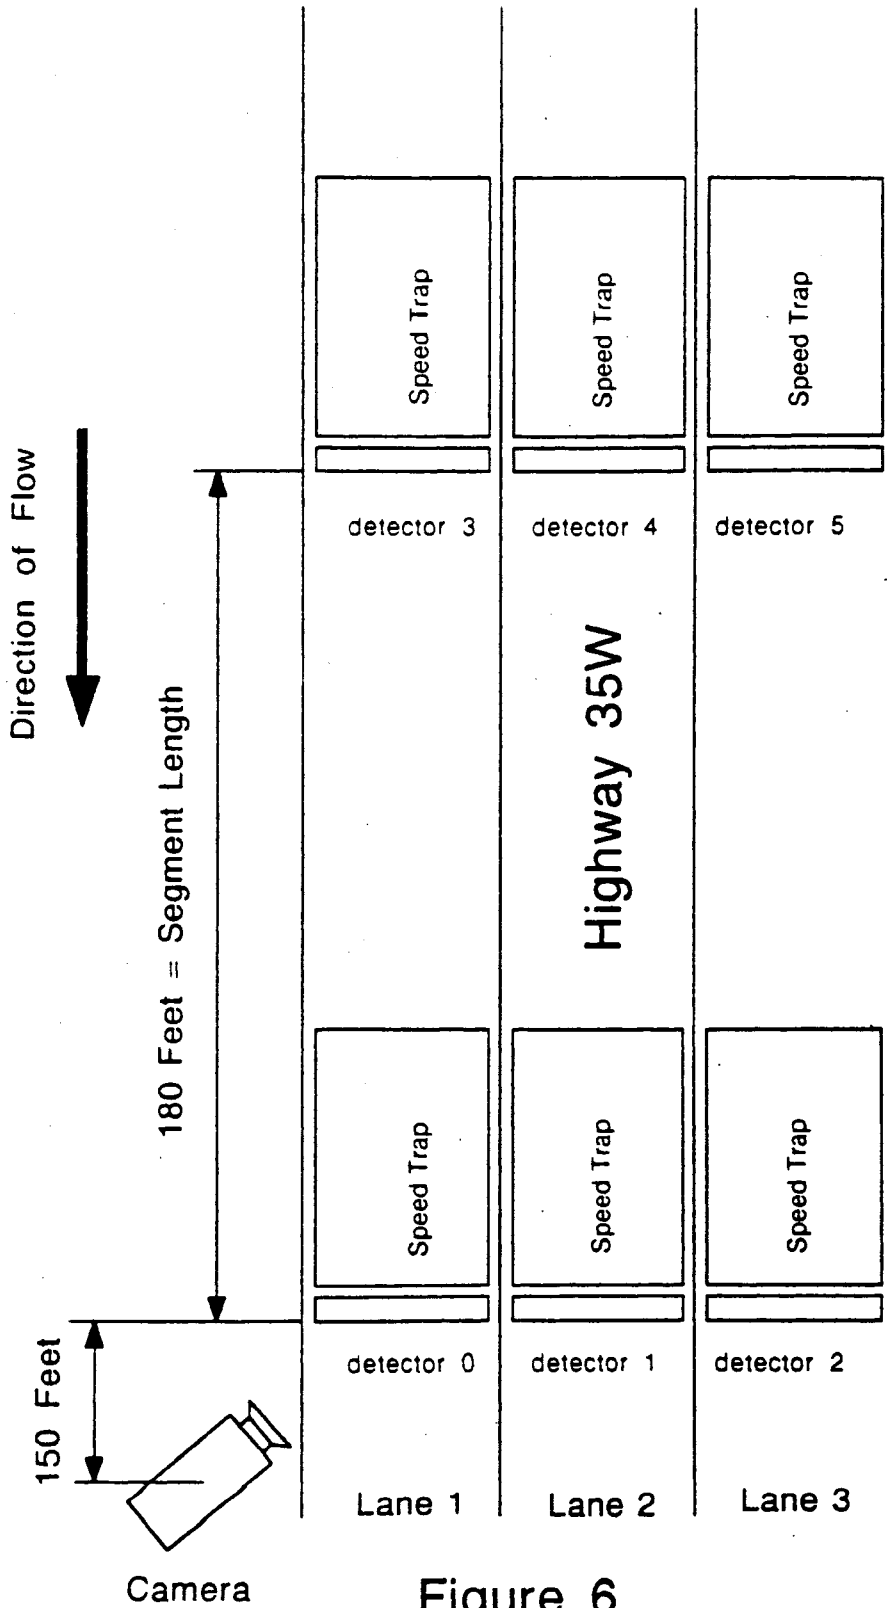 Speed Trap
Speed Trap
Speed Trap
Direction of Flow
detector 3
detector 4
detector 5
180 Feet = Segment Length
Highway 35W
Speed Trap
Speed Trap
Speed Trap
150 Feet
detector 0
detector 1
detector 2
Lane 1
Lane 2
Lane 3
Camera
Figure 6